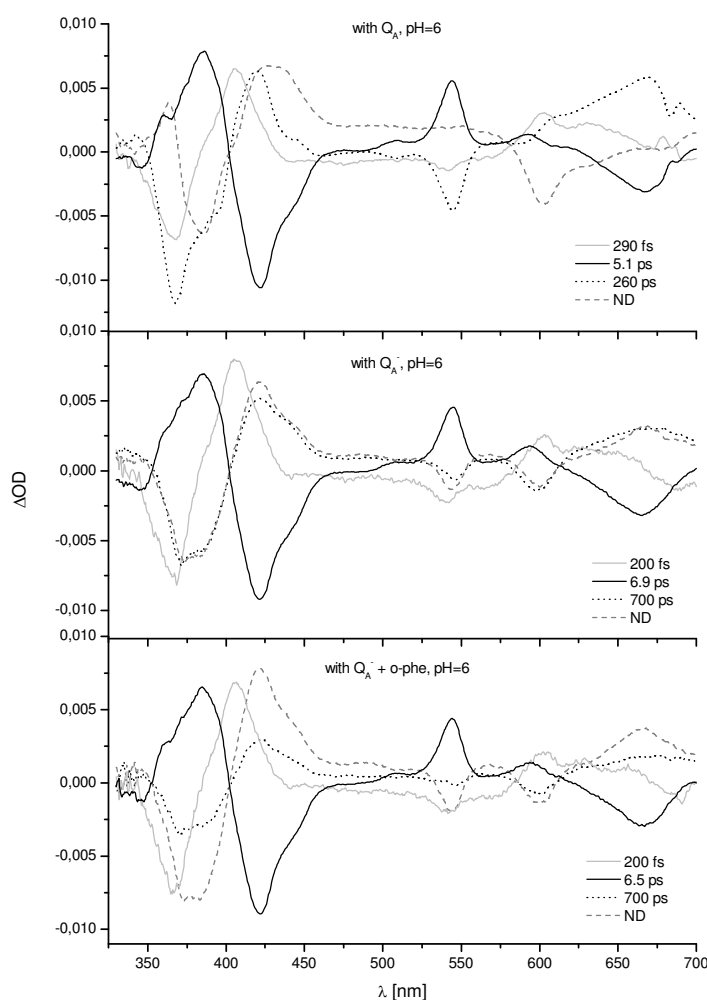 0,010
with Q_A, pH=6
0,005
0,000
-0,005
-0,010
290 fs
5.1 ps
260 ps
ND
0,010
with Q_A^-, pH=6
0,005
0,000
-0,005
-0,010
200 fs
6.9 ps
700 ps
ND
ΔOD
0,010
with Q_A^- + o-phe, pH=6
0,005
0,000
-0,005
-0,010
200 fs
6.5 ps
700 ps
ND
350 400 450 500 550 600 650 700
λ [nm]